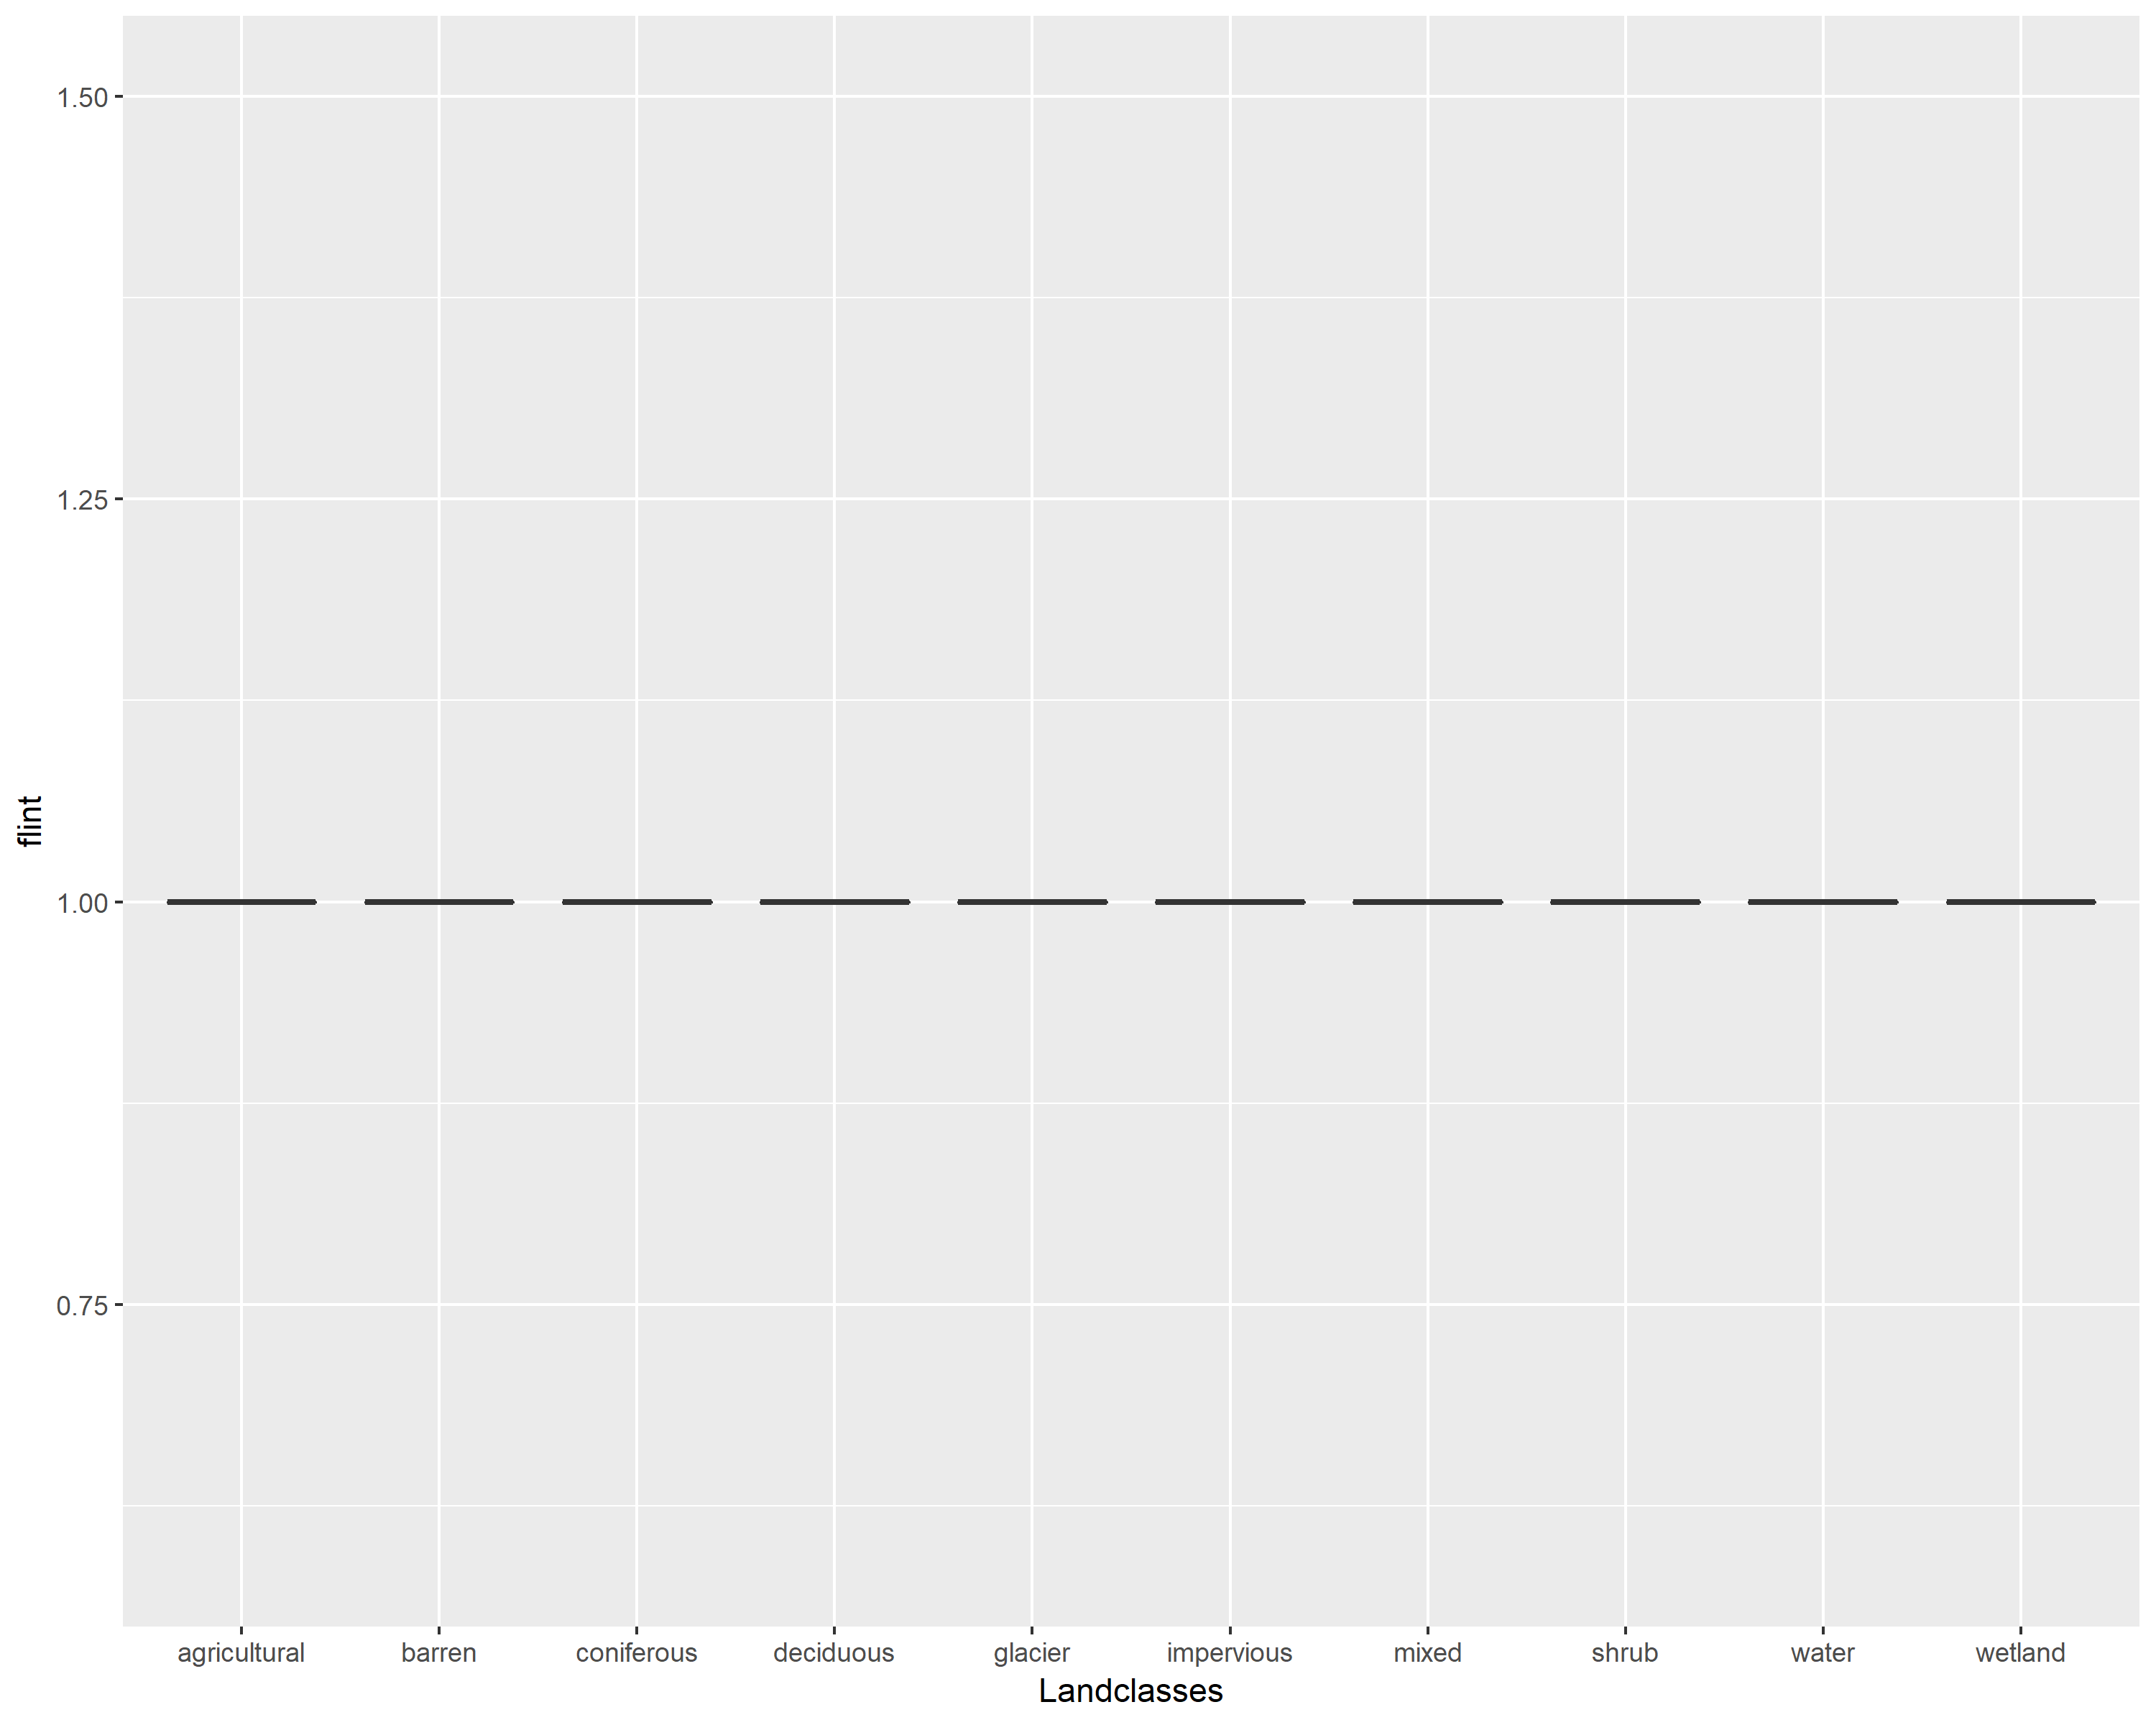 1.50
1.25
1.00
0.75
flint
agricultural barren coniferous deciduous glacier impervious mixed shrub water wetland
Landclasses